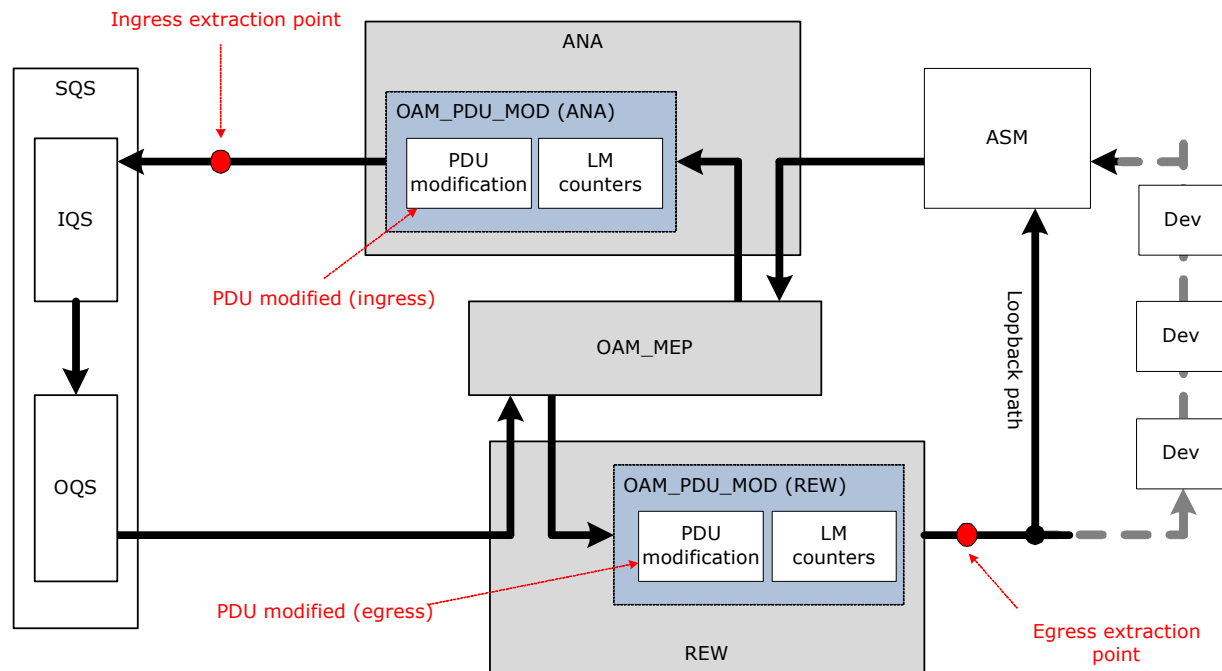 Ingress extraction point
ANA
SQS
OAM_PDU_MOD (ANA)
PDU
modification
LM
counters
ASM
IQS
Dev
PDU modified (ingress)
OAM_MEP
Loopback path
Dev
OQS
Dev
OAM_PDU_MOD (REW)
PDU
modification
LM
counters
PDU modified (egress)
Egress extraction
point
REW